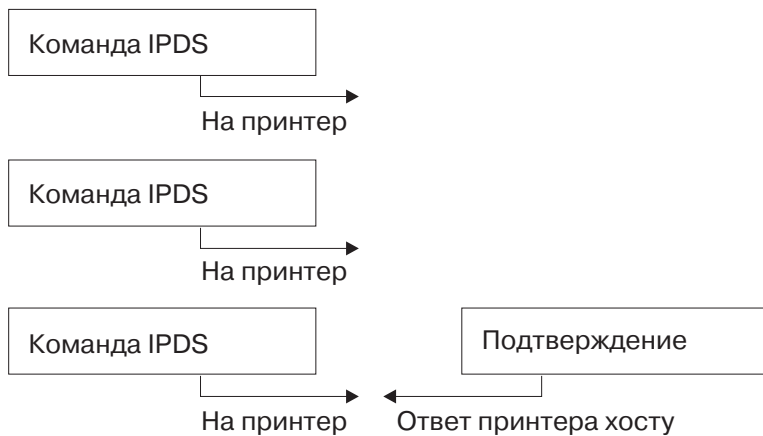 Команда IPDS
На принтер
Команда IPDS
На принтер
Команда IPDS
Подтверждение
На принтер
Ответ принтера хосту